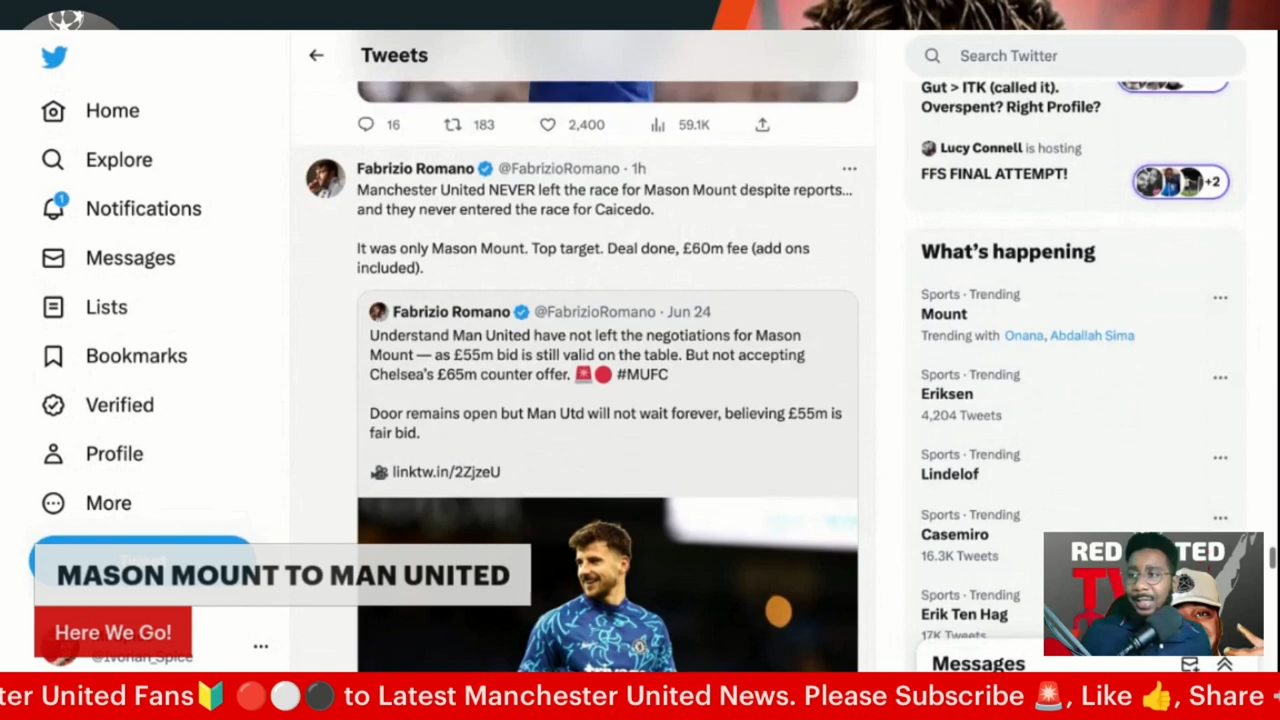 Home
Explore
1
Notifications
Messages
Lists
Bookmarks
Verified
Profile
More
Tweets
16
183
2,400
59.1K
Fabrizio Romano @FabrizioRomano · 1h
Manchester United NEVER left the race for Mason Mount despite reports...
and they never entered the race for Caicedo.
It was only Mason Mount. Top target. Deal done, £60m fee (add ons
included).
Fabrizio Romano @FabrizioRomano · Jun 24
Understand Man United have not left the negotiations for Mason
Mount — as £55m bid is still valid on the table. But not accepting
Chelsea's £65m counter offer. 🚨🔴 #MUFC
Door remains open but Man Utd will not wait forever, believing £55m is
fair bid.
🎥 linktw.in/2ZjzeU
Search Twitter
Gut > ITK (called it).
Overspent? Right Profile?
Lucy Connell is hosting
FFS FINAL ATTEMPT!
+2
What's happening
Sports · Trending
Mount
Trending with Onana, Abdallah Sima
Sports · Trending
Eriksen
4,204 Tweets
Sports · Trending
Lindelof
Sports · Trending
Casemiro
16.3K Tweets
Sports · Trending
Erik Ten Hag
17K Tweets
Messages
MASON MOUNT TO MAN UNITED
Here We Go!
@Ivorian_Spice
ter United Fans🔰 🔴⚪⚫ to Latest Manchester United News. Please Subscribe 🚨, Like 👍, Share